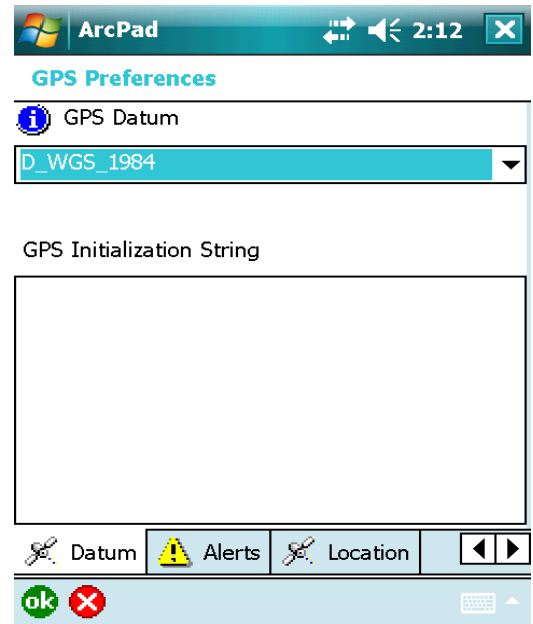 ArcPad 2:12
GPS Preferences
GPS Datum
D_WGS_1984
GPS Initialization String
Datum Alerts Location
ok